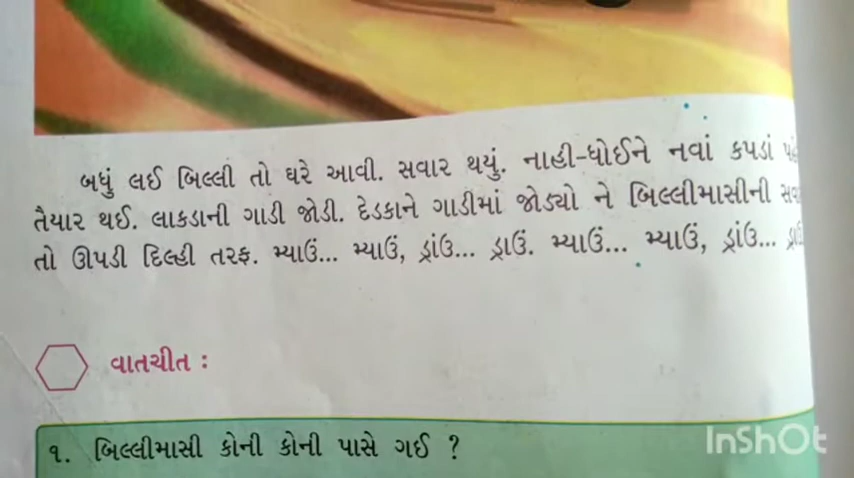 બધું લઈ બિલ્લી તો ઘરે આવી. સવાર થયું. નાહી-ધોઈને નવાં કપડાં
તૈયાર થઈ. લાકડાની ગાડી જોડી. દેડકાને ગાડીમાં જોડ્યો ને બિલ્લીમાસીની
તો ઊપડી દિલ્હી તરફ. મ્યાઉં... મ્યાઉં, ડ્રાંઉ... ડ્રાઉં. મ્યાઉં... મ્યાઉં, ડ્રાંઉ...
વાતચીત :
૧. બિલ્લીમાસી કોની કોની પાસે ગઈ ?
InShOt